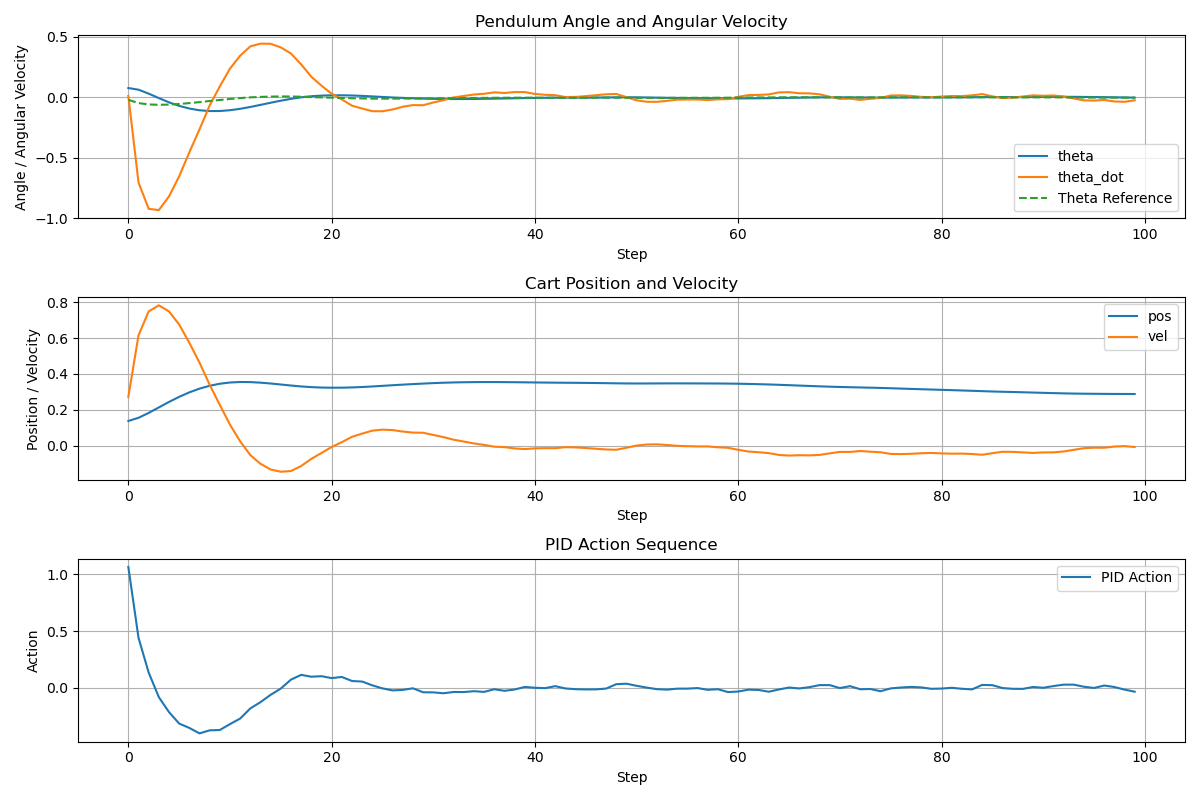 Pendulum Angle and Angular Velocity
Angle / Angular Velocity
0.5
0.0
−0.5
−1.0
theta
theta_dot
Theta Reference
0 20 40 60 80 100
Step
Cart Position and Velocity
Position / Velocity
0.8
0.6
0.4
0.2
0.0
pos
vel
0 20 40 60 80 100
Step
PID Action Sequence
Action
1.0
0.5
0.0
PID Action
0 20 40 60 80 100
Step